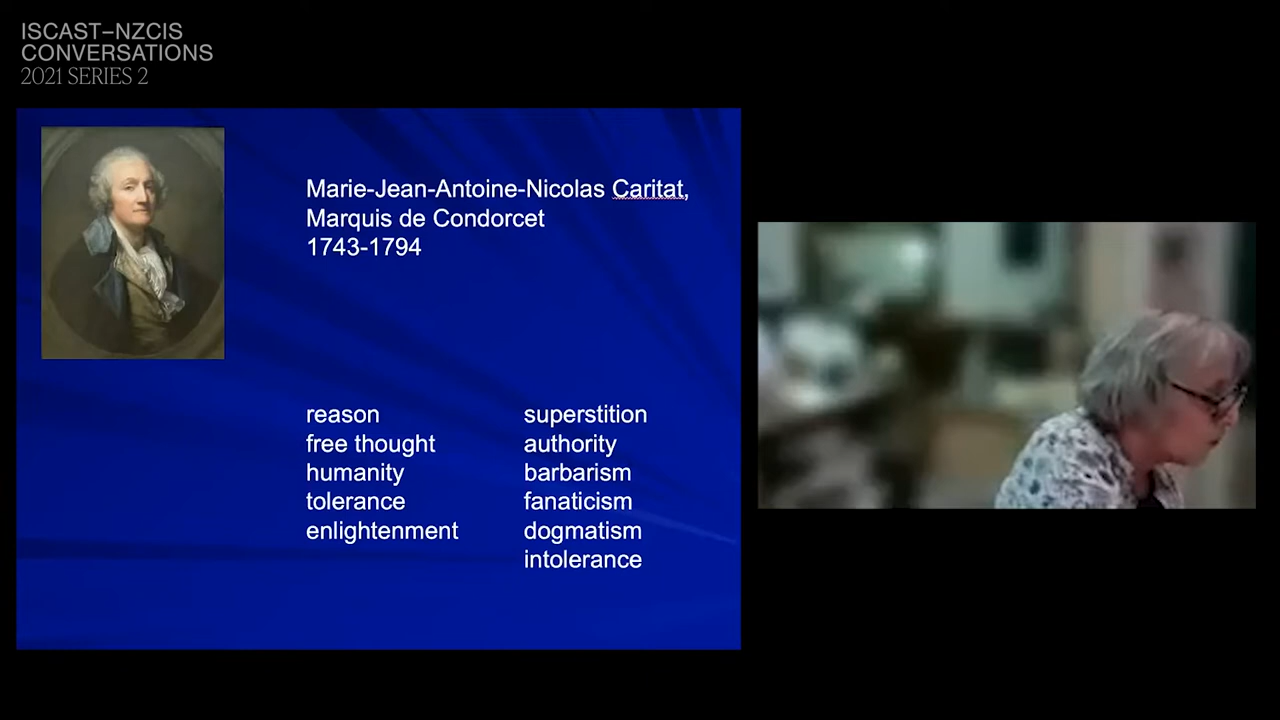 ISCAST–NZCIS
CONVERSATIONS
2021 SERIES 2
Marie-Jean-Antoine-Nicolas Caritat,
Marquis de Condorcet
1743-1794
reason
free thought
humanity
tolerance
enlightenment
superstition
authority
barbarism
fanaticism
dogmatism
intolerance